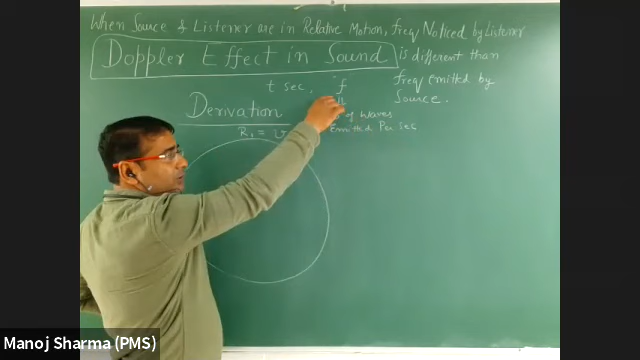 When Source & Listener are in Relative Motion, freq Noticed by Listener
Doppler Effect in Sound is different than
t sec, f freq emitted by
Derivation Source.
of Waves
R₁ = v Emitted Per Sec
Manoj Sharma (PMS)